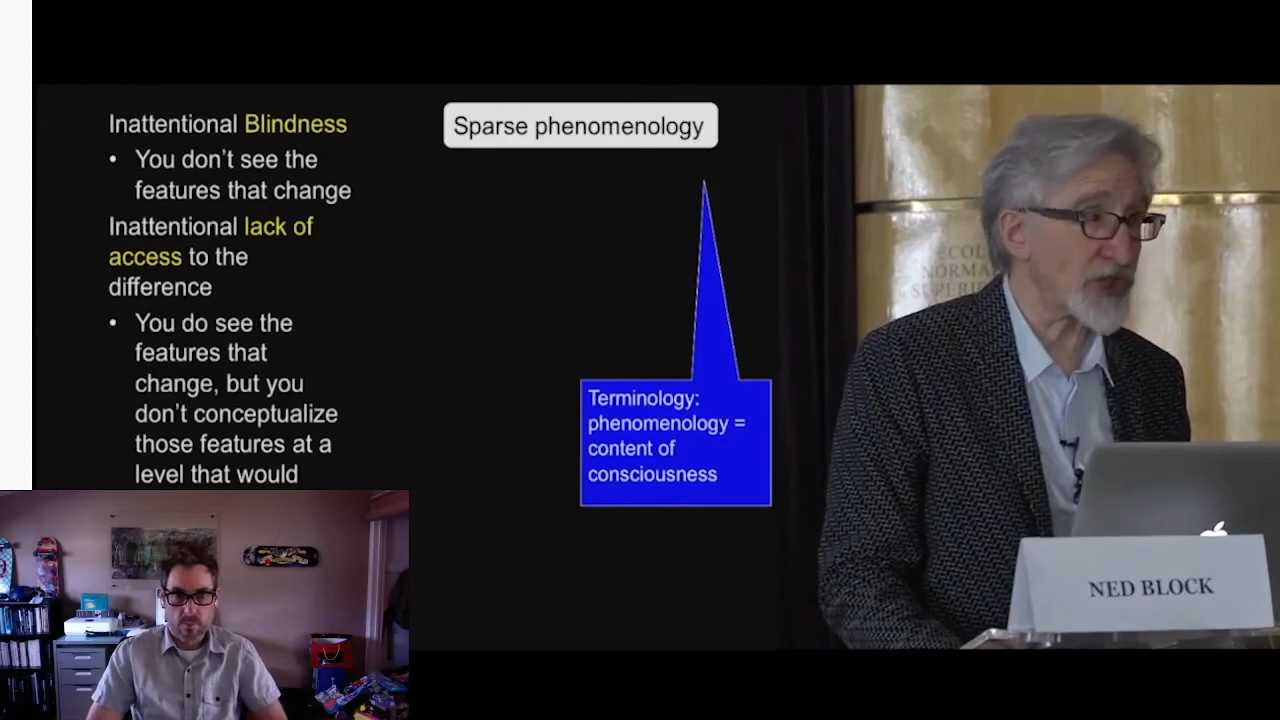 Inattentional Blindness
• You don't see the
features that change
Inattentional lack of
access to the
difference
• You do see the
features that
change, but you
don't conceptualize
those features at a
level that would
Sparse phenomenology
Terminology:
phenomenology =
content of
consciousness
NORMA
NED BLOCK